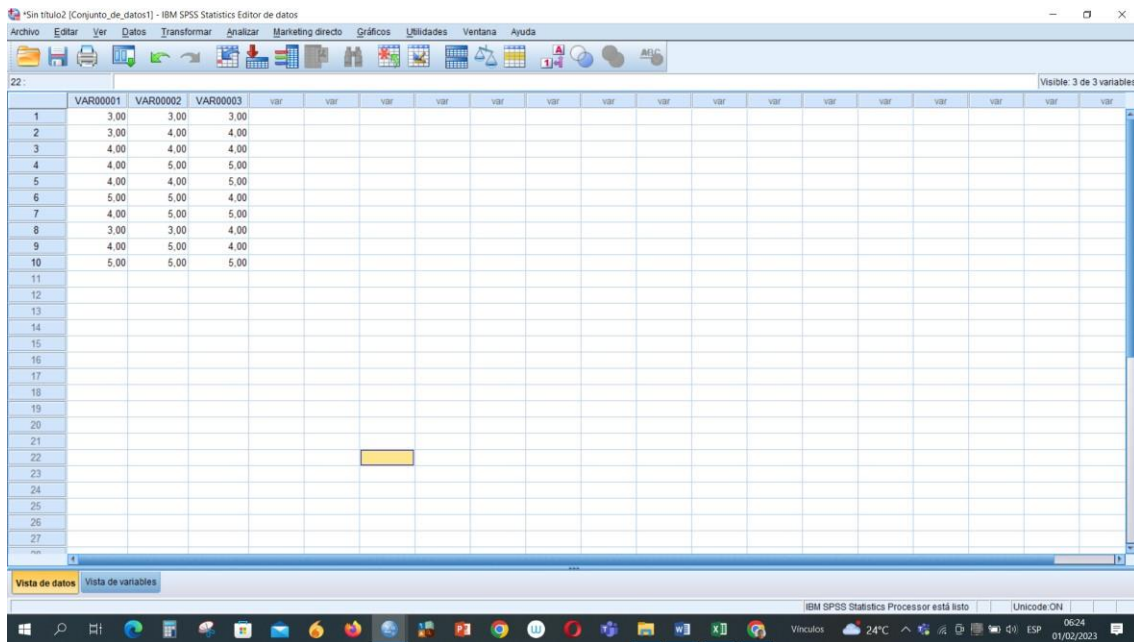 *Sin título2 [Conjunto_de_datos1] - IBM SPSS Statistics Editor de datos
Archivo Editar Ver Datos Transformar Analizar Marketing directo Gráficos Utilidades Ventana Ayuda
22 :
Visible: 3 de 3 variables
VAR00001 VAR00002 VAR00003 var var var var var var var var var var var var var var
1 3,00 3,00 3,00
2 3,00 4,00 4,00
3 4,00 4,00 4,00
4 4,00 5,00 5,00
5 4,00 4,00 5,00
6 5,00 5,00 4,00
7 4,00 5,00 5,00
8 3,00 3,00 4,00
9 4,00 5,00 4,00
10 5,00 5,00 5,00
11
12
13
14
15
16
17
18
19
20
21
22
23
24
25
26
27
Vista de datos Vista de variables
IBM SPSS Statistics Processor está listo Unicode:ON
Vínculos 24°C ESP 06:24
01/02/2023